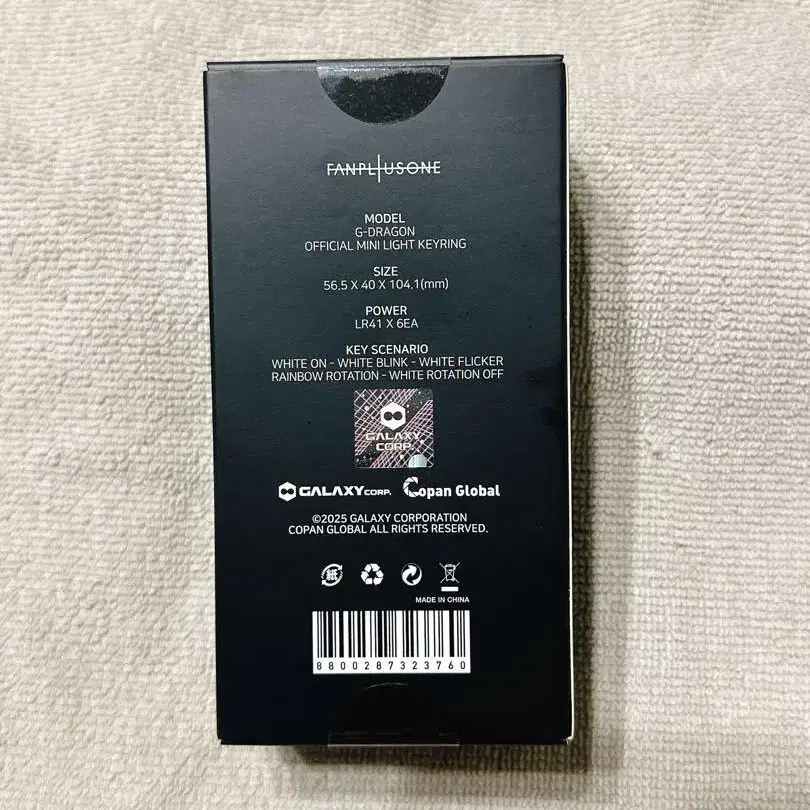 FANPLUSONE
MODEL
G-DRAGON
OFFICIAL MINI LIGHT KEYRING
SIZE
56.5 X 40 X 104.1(mm)
POWER
LR41 X 6EA
KEY SCENARIO
WHITE ON - WHITE BLINK - WHITE FLICKER
RAINBOW ROTATION - WHITE ROTATION OFF
GALAXY
CORP.
GALAXY CORP. Copan Global
©2025 GALAXY CORPORATION
COPAN GLOBAL ALL RIGHTS RESERVED.
紙
MADE IN CHINA
8800287323760